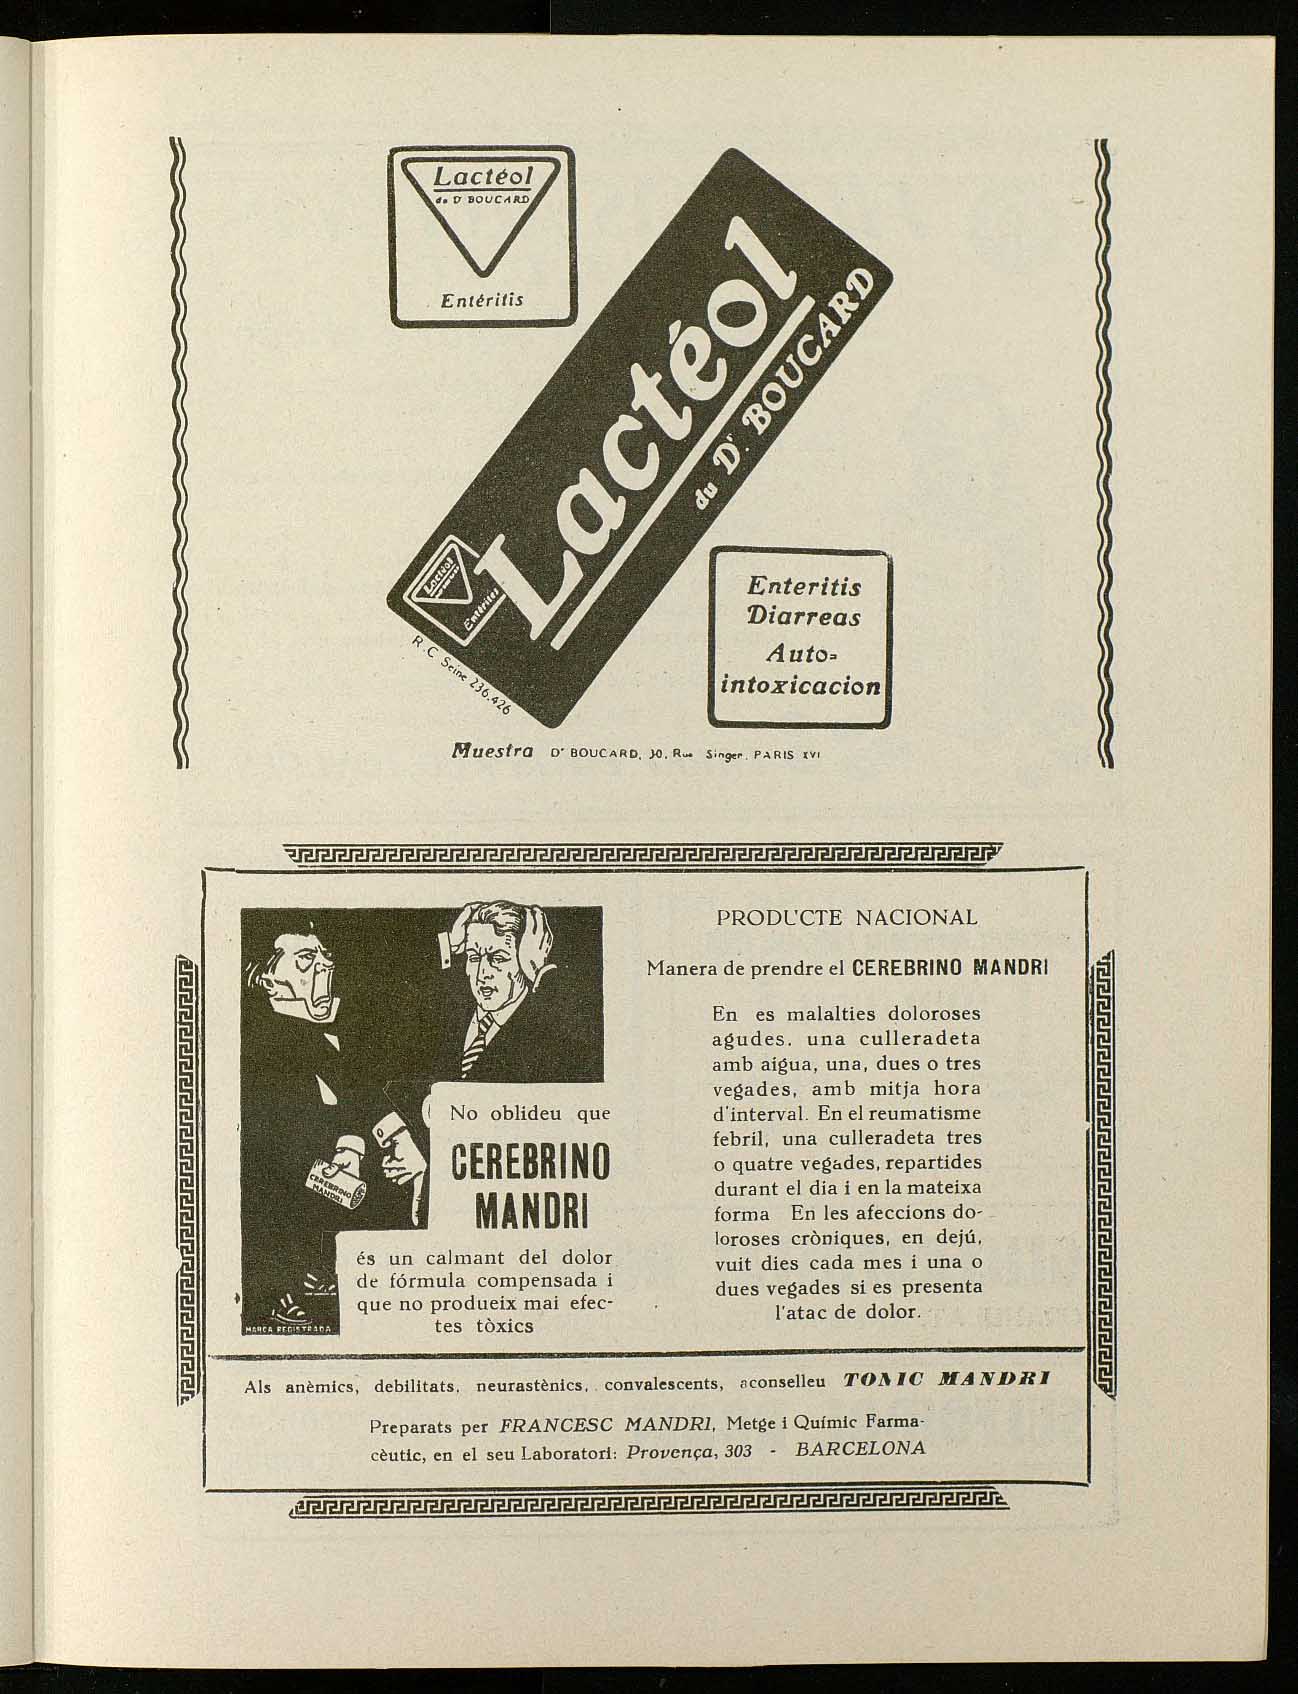 Lactéol
du Dr BOUCARD
Entéritis
Lactéol
du Dr. BOUCARD
Lactéol
Entérites
R.C Seine 236.426
Enteritis
Diarreas
Auto-
intoxicacion
Muestra Dr BOUCARD, 30, Rue Singer, PARIS XVI
CEREBRINO
MANDRI
MARCA REGISTRADA
No oblideu que
CEREBRINO
MANDRI
és un calmant del dolor
de fórmula compensada i
que no produeix mai efec-
tes tòxics
PRODUCTE NACIONAL
Manera de prendre el CEREBRINO MANDRI
En es malalties doloroses
agudes. una culleradeta
amb aigua, una, dues o tres
vegades, amb mitja hora
d'interval. En el reumatisme
febril, una culleradeta tres
o quatre vegades, repartides
durant el dia i en la mateixa
forma En les afeccions do-
loroses cròniques, en dejú,
vuit dies cada mes i una o
dues vegades si es presenta
l'atac de dolor.
Als anèmics, debilitats, neurastènics, convalescents, aconselleu TONIC MANDRI
Preparats per FRANCESC MANDRI, Metge i Químic Farma-
cèutic, en el seu Laboratori: Provença, 303 - BARCELONA